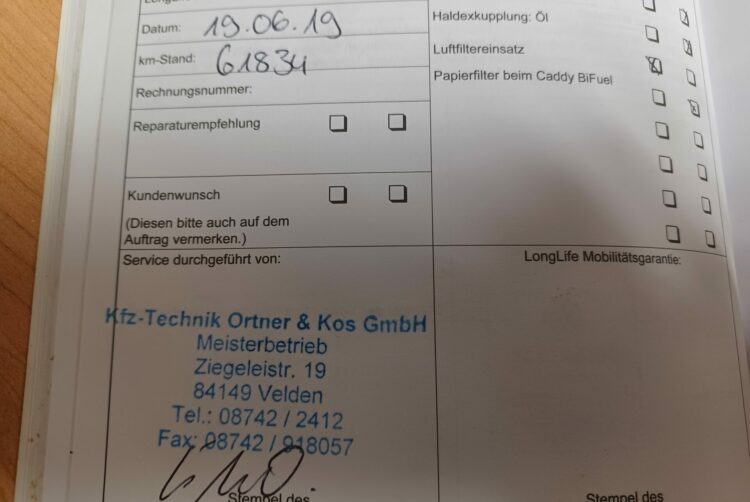 Datum: 19.06.19
km-Stand: 61834
Rechnungsnummer:
Reparaturempfehlung
Kundenwunsch
(Diesen bitte auch auf dem
Auftrag vermerken.)
Haldexkupplung: Öl
Luftfiltereinsatz
Papierfilter beim Caddy BiFuel
Service durchgeführt von:
LongLife Mobilitätsgarantie:
Kfz-Technik Ortner & Kos GmbH
Meisterbetrieb
Ziegeleistr. 19
84149 Velden
Tel.: 08742 / 2412
Fax: 08742 / 918057
Stempel des
Stempel des